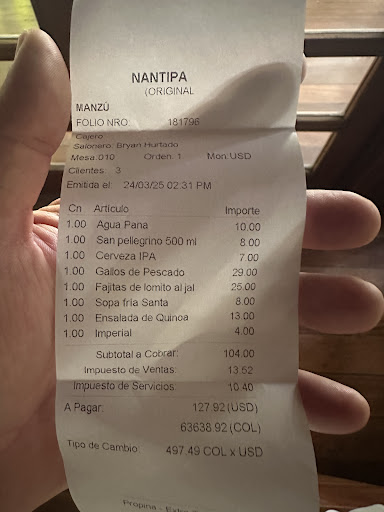 NANTIPA
(ORIGINAL
MANZÚ
FOLIO NRO: 181796
Cajero
Salonero: Bryan Hurtado
Mesa: 010 Orden: 1 Mon USD
Clientes: 3
Emitida el: 24/03/25 02:31 PM
Cn Artículo Importe
1.00 Agua Pana 10.00
1.00 San pellegrino 500 ml 8.00
1.00 Cerveza IPA 7.00
1.00 Gallos de Pescado 29.00
1.00 Fajitas de lomito al jal 25.00
1.00 Sopa fria Santa 8.00
1.00 Ensalada de Quinoa 13.00
1.00 Imperial 4.00
Subtotal a Cobrar: 104.00
Impuesto de Ventas: 13.52
Impuesto de Servicios: 10.40
A Pagar: 127.92 (USD)
63638.92 (COL)
Tipo de Cambio: 497.49 COL x USD
Propina - Extra